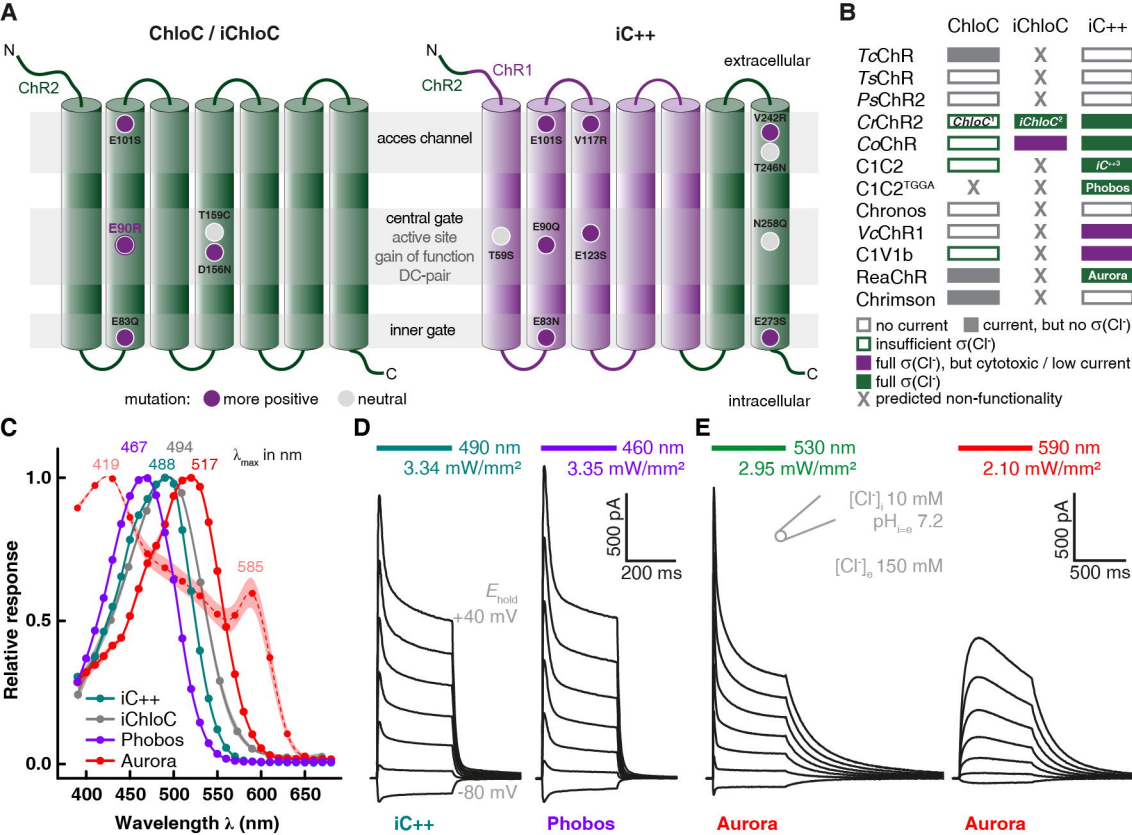 A
ChloC / iChloC
iC++
N
ChR2
N
ChR1
ChR2
extracellular
E101S
acces channel
E101S
V117R
V242R
T246N
E90R
T159C
D156N
central gate
active site
gain of function
DC-pair
T59S
E90Q
E123S
N258Q
E83Q
inner gate
E83N
E273S
C
C
mutation:
more positive
neutral
intracellular
B
ChloC iChloC iC++
TcChR X
TsChR X
PsChR2 X
CrChR2 ChloC¹ iChloC² 
CoChR
C1C2 X iC++³
C1C2ᵀᴳᴳᴬ X X Phobos
Chronos X
VcChR1 X
C1V1b X
ReaChR X Aurora
Chrimson X
no current
current, but no σ(Cl⁻)
insufficient σ(Cl⁻)
full σ(Cl⁻), but cytotoxic / low current
full σ(Cl⁻)
X predicted non-functionality
C
467
494
λmax in nm
419
488
517
585
Relative response
1.0
0.5
0.0
iC++
iChloC
Phobos
Aurora
400 450 500 550 600 650
Wavelength λ (nm)
D
490 nm
3.34 mW/mm²
460 nm
3.35 mW/mm²
500 pA
200 ms
Ehold
+40 mV
-80 mV
iC++
Phobos
E
530 nm
2.95 mW/mm²
590 nm
2.10 mW/mm²
[Cl⁻]i 10 mM
pHi=e 7.2
[Cl⁻]e 150 mM
500 pA
500 ms
Aurora
Aurora